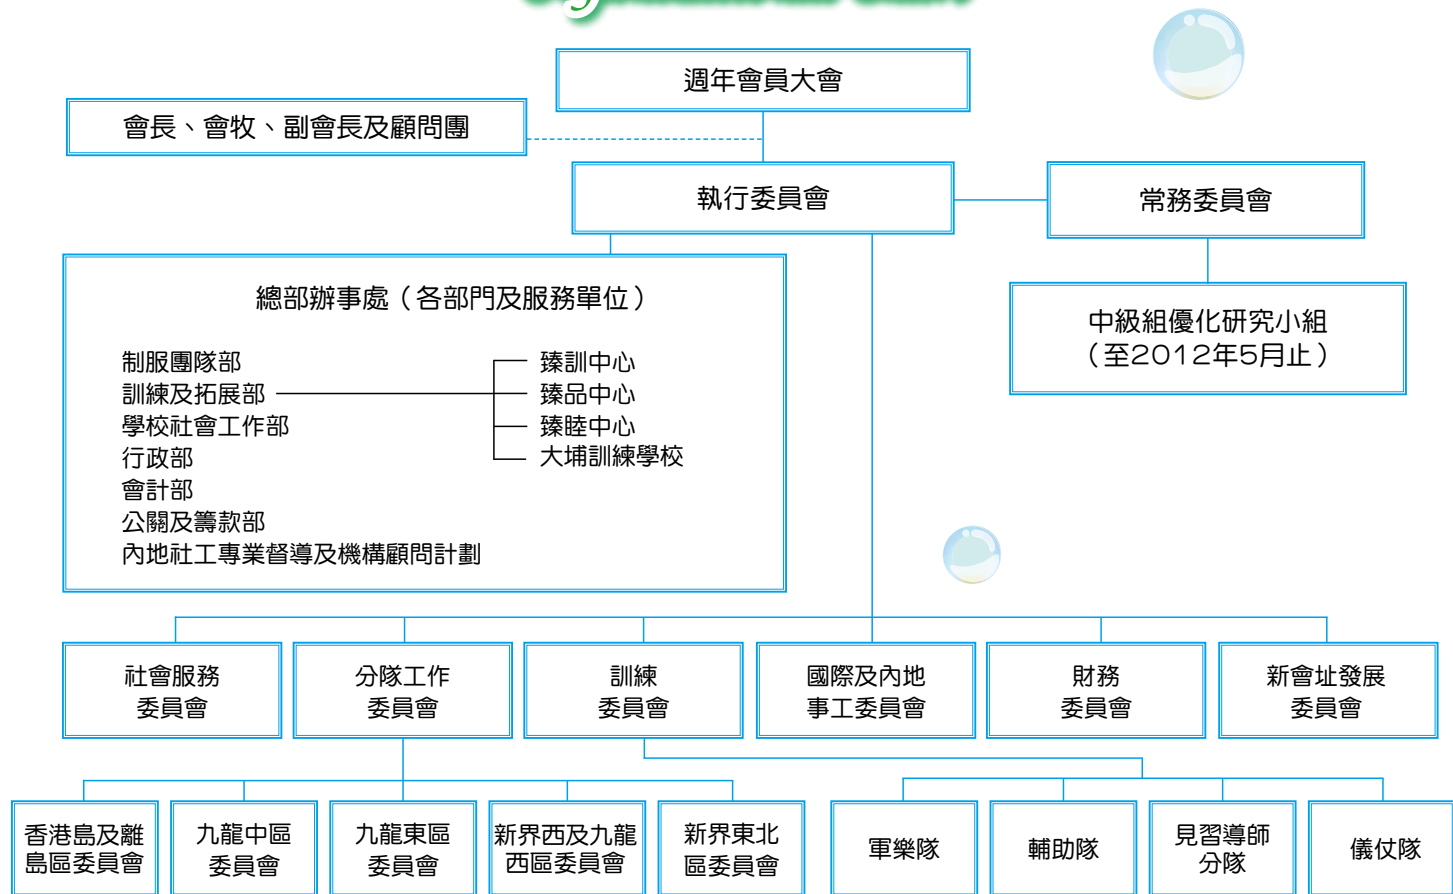 週年會員大會
會長、會牧、副會長及顧問團
執行委員會
常務委員會
總部辦事處（各部門及服務單位）
中級組優化研究小組
（至2012年5月止）
制服團隊部
訓練及拓展部
學校社會工作部
行政部
會計部
公關及籌款部
內地社工專業督導及機構顧問計劃
臻訓中心
臻品中心
臻睦中心
大埔訓練學校
社會服務
委員會
分隊工作
委員會
訓練
委員會
國際及內地
事工委員會
財務
委員會
新會址發展
委員會
香港島及離
島區委員會
九龍中區
委員會
九龍東區
委員會
新界西及九龍
西區委員會
新界東北
區委員會
軍樂隊
輔助隊
見習導師
分隊
儀仗隊